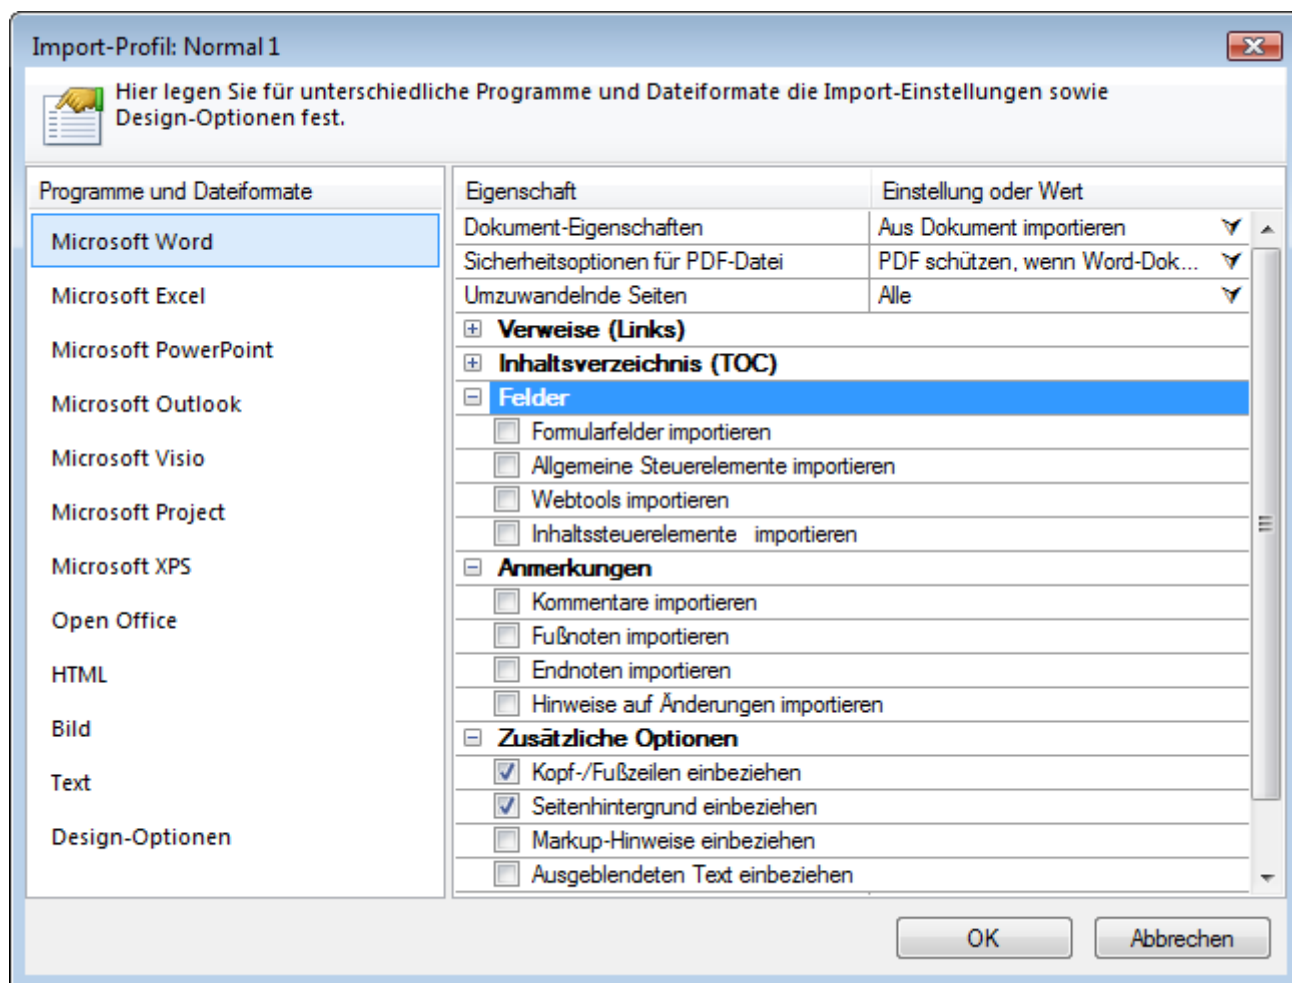 Import-Profil: Normal 1
Hier legen Sie für unterschiedliche Programme und Dateiformate die Import-Einstellungen sowie
Design-Optionen fest.
Programme und Dateiformate
Microsoft Word
Microsoft Excel
Microsoft PowerPoint
Microsoft Outlook
Microsoft Visio
Microsoft Project
Microsoft XPS
Open Office
HTML
Bild
Text
Design-Optionen
Eigenschaft Einstellung oder Wert
Dokument-Eigenschaften Aus Dokument importieren
Sicherheitsoptionen für PDF-Datei PDF schützen, wenn Word-Dok...
Umzuwandelnde Seiten Alle
Verweise (Links)
Inhaltsverzeichnis (TOC)
Felder
Formularfelder importieren
Allgemeine Steuerelemente importieren
Webtools importieren
Inhaltssteuerelemente importieren
Anmerkungen
Kommentare importieren
Fußnoten importieren
Endnoten importieren
Hinweise auf Änderungen importieren
Zusätzliche Optionen
Kopf-/Fußzeilen einbeziehen
Seitenhintergrund einbeziehen
Markup-Hinweise einbeziehen
Ausgeblendeten Text einbeziehen
OK Abbrechen